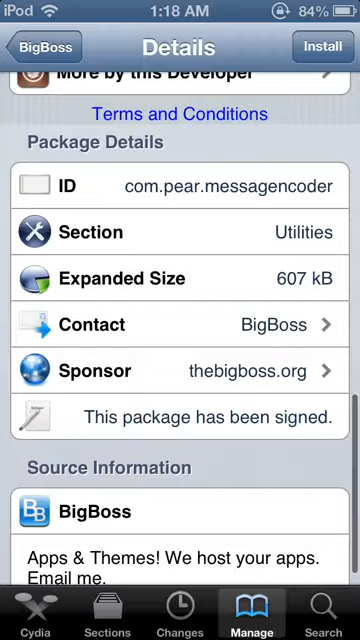 iPod 1:18 AM 84%
BigBoss Details Install
More by this Developer
Terms and Conditions
Package Details
ID com.pear.messagencoder
Section Utilities
Expanded Size 607 kB
Contact BigBoss
Sponsor thebigboss.org
This package has been signed.
Source Information
BB BigBoss
Apps & Themes! We host your apps.
Email me.
Cydia Sections Changes Manage Search